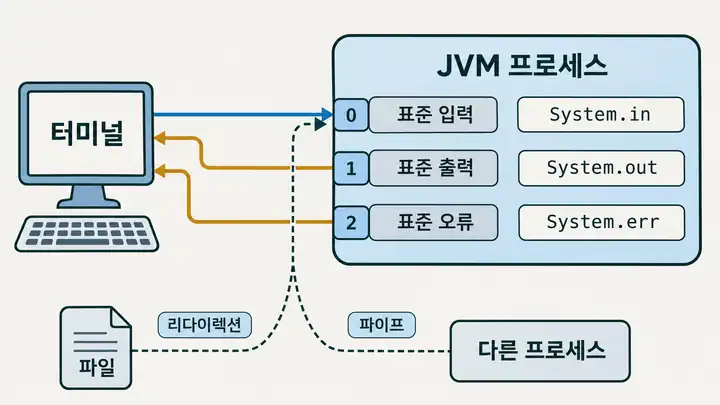 JVM 프로세스
터미널
0 표준 입력 System.in
1 표준 출력 System.out
2 표준 오류 System.err
리다이렉션
파이프
파일
다른 프로세스